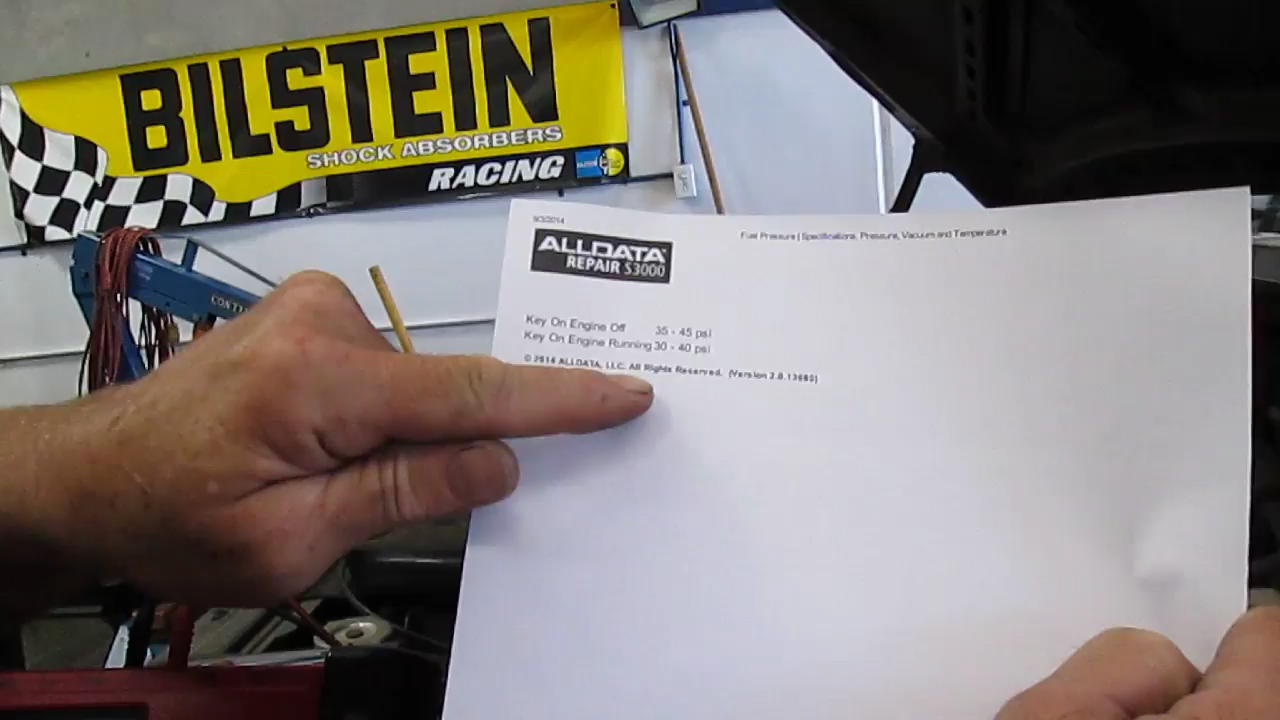 BILSTEIN
SHOCK ABSORBERS
RACING
9/3/2014
Fuel Pressure | Specifications, Pressure, Vacuum and Temperature
ALLDATA
REPAIR S3000
Key On Engine Off 35 - 45 psi
Key On Engine Running 30 - 40 psi
© 2014 ALLDATA, LLC. All Rights Reserved. (Version 2.8.1368D)